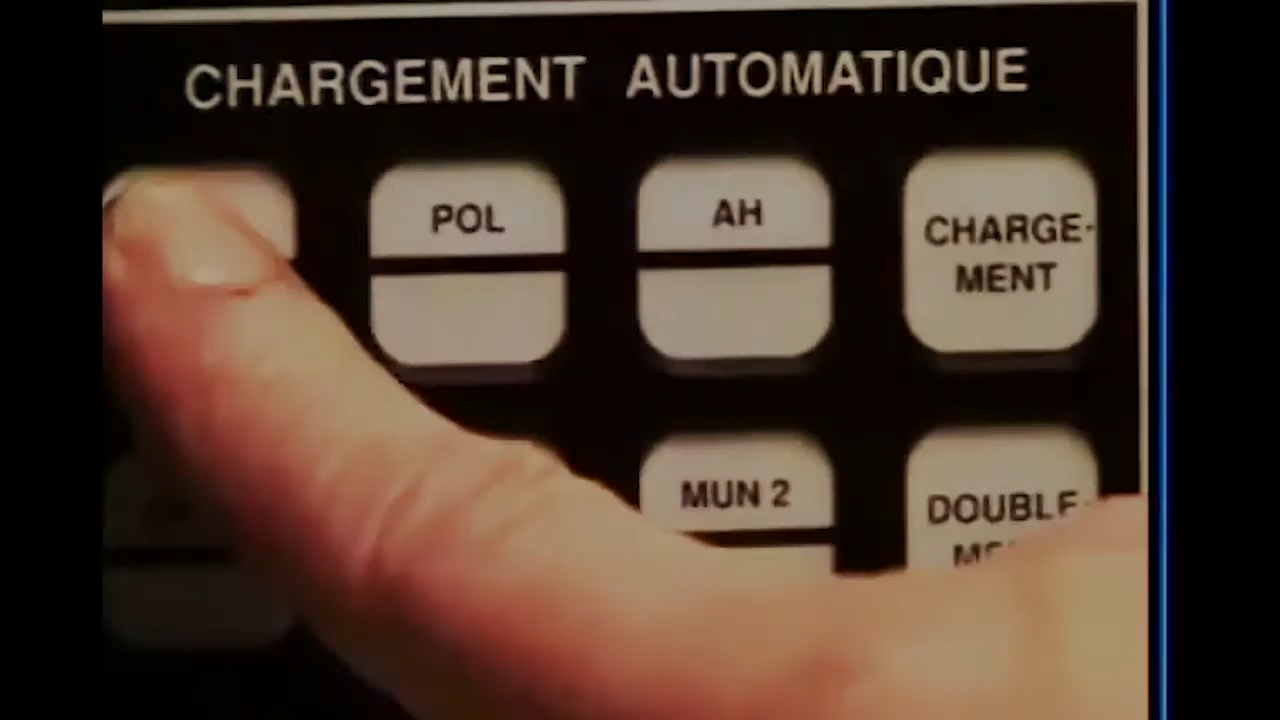 CHARGEMENT AUTOMATIQUE
POL
AH
CHARGE-
MENT
MUN 2
DOUBLE-